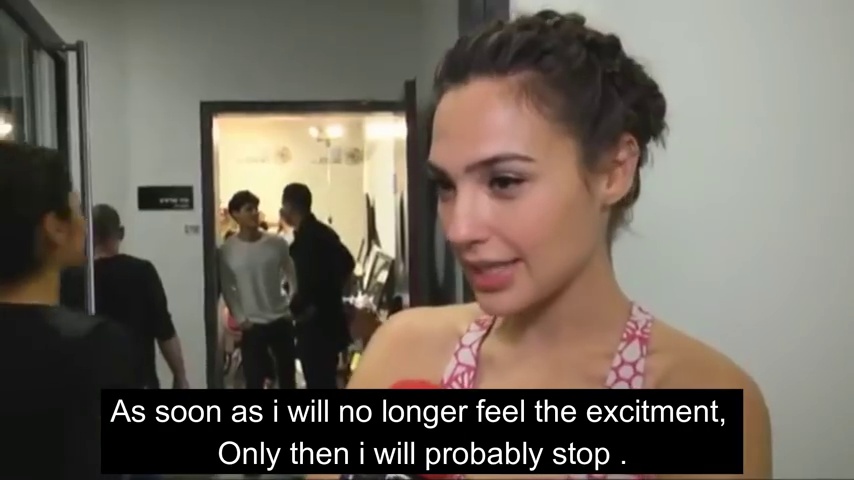 As soon as i will no longer feel the excitment,
Only then i will probably stop .